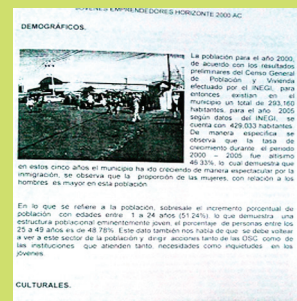 JOVENES EMPRENDEDORES HORIZONTE 2000 AC
DEMOGRÁFICOS.
La población para el año 2000,
de acuerdo con los resultados
preliminares del Censo General
de Población y Vivienda
efectuado por el INEGI, para
entonces existían en el
municipio un total de 293,160
habitantes, para el año 2005
según datos del INEGI, se
cuenta con 429,033 habitantes
De manera específica se
observa que la tasa de
crecimiento durante el periodo
2000 - 2005 fue altísimo
46.33%, lo cual demuestra que
en estos cinco años el municipio ha ido creciendo de manera espectacular por la
inmigración, se observa que la proporción de las mujeres, con relación a los
hombres es mayor en esta población
En lo que se refiere a la población, sobresale el incremento porcentual de
población con edades entre 1 a 24 años (51.24%), lo que demuestra una
estructura poblacional eminentemente joven, el porcentaje de personas entre los
25 a 49 años es de 48.78% Este dato también nos habla de que se debe voltear
a ver a este sector de la población y dirigir acciones tanto de las OSC como de
las instituciones que atiendan tanto necesidades como inquietudes en los
jóvenes
CULTURALES.